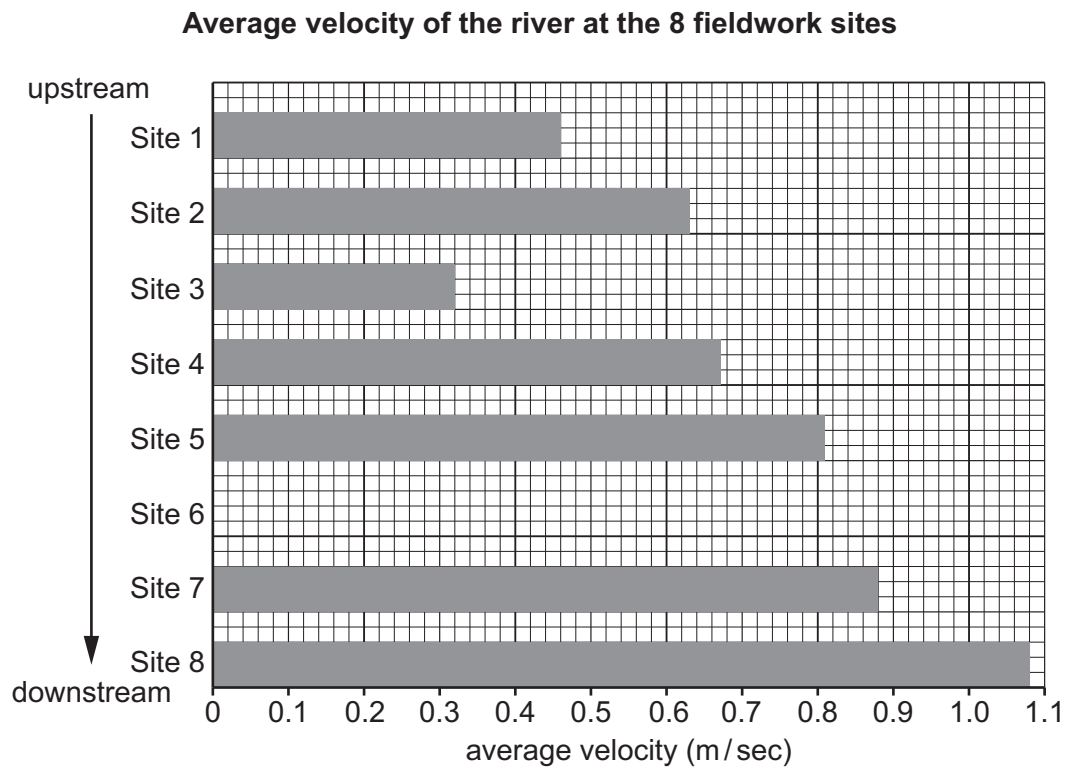 Average velocity of the river at the 8 fieldwork sites
upstream
Site 1
Site 2
Site 3
Site 4
Site 5
Site 6
Site 7
Site 8
downstream
0 0.1 0.2 0.3 0.4 0.5 0.6 0.7 0.8 0.9 1.0 1.1
average velocity (m / sec)